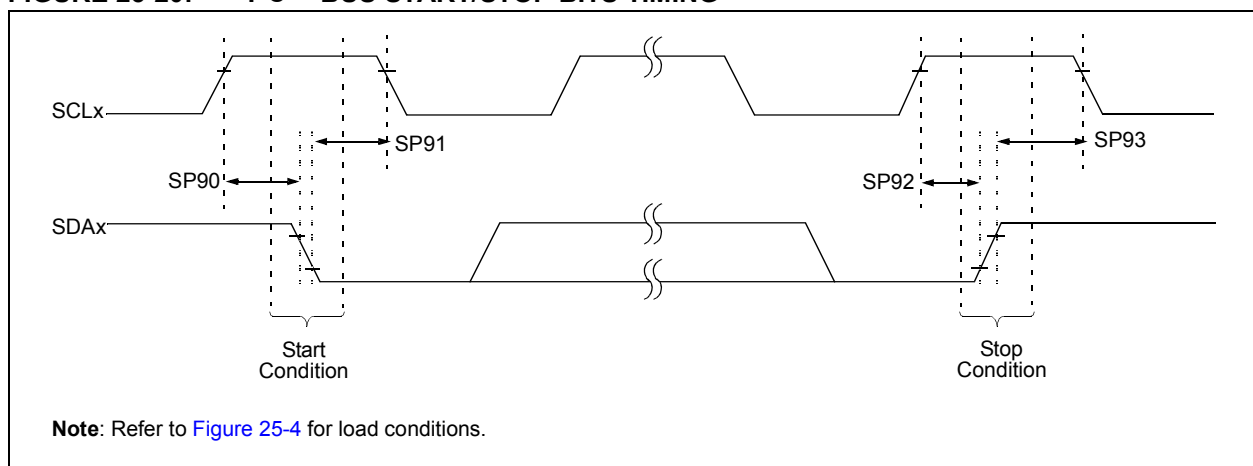 SCLx
SP91
SP93
SP90
SP92
SDAx
Start
Condition
Stop
Condition
Note: Refer to Figure 25-4 for load conditions.